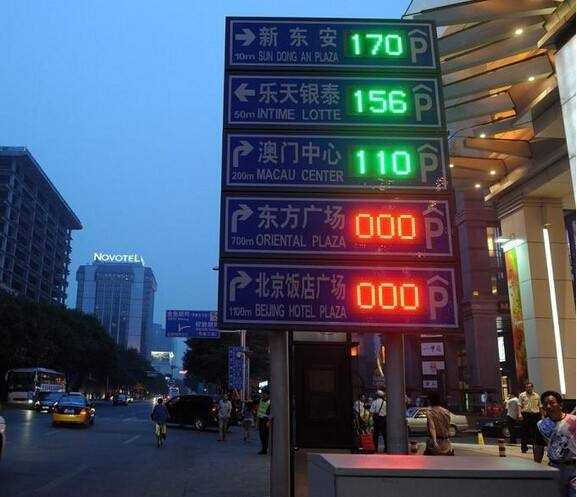 新东安 170 P
10m SUN DONG AN PLAZA
乐天银泰 156 P
50m INTIME LOTTE
澳门中心 110 P
200m MACAU CENTER
东方广场 000 P
700m ORIENTAL PLAZA
北京饭店广场 000 P
1100m BEIJING HOTEL PLAZA
NOVOTEL